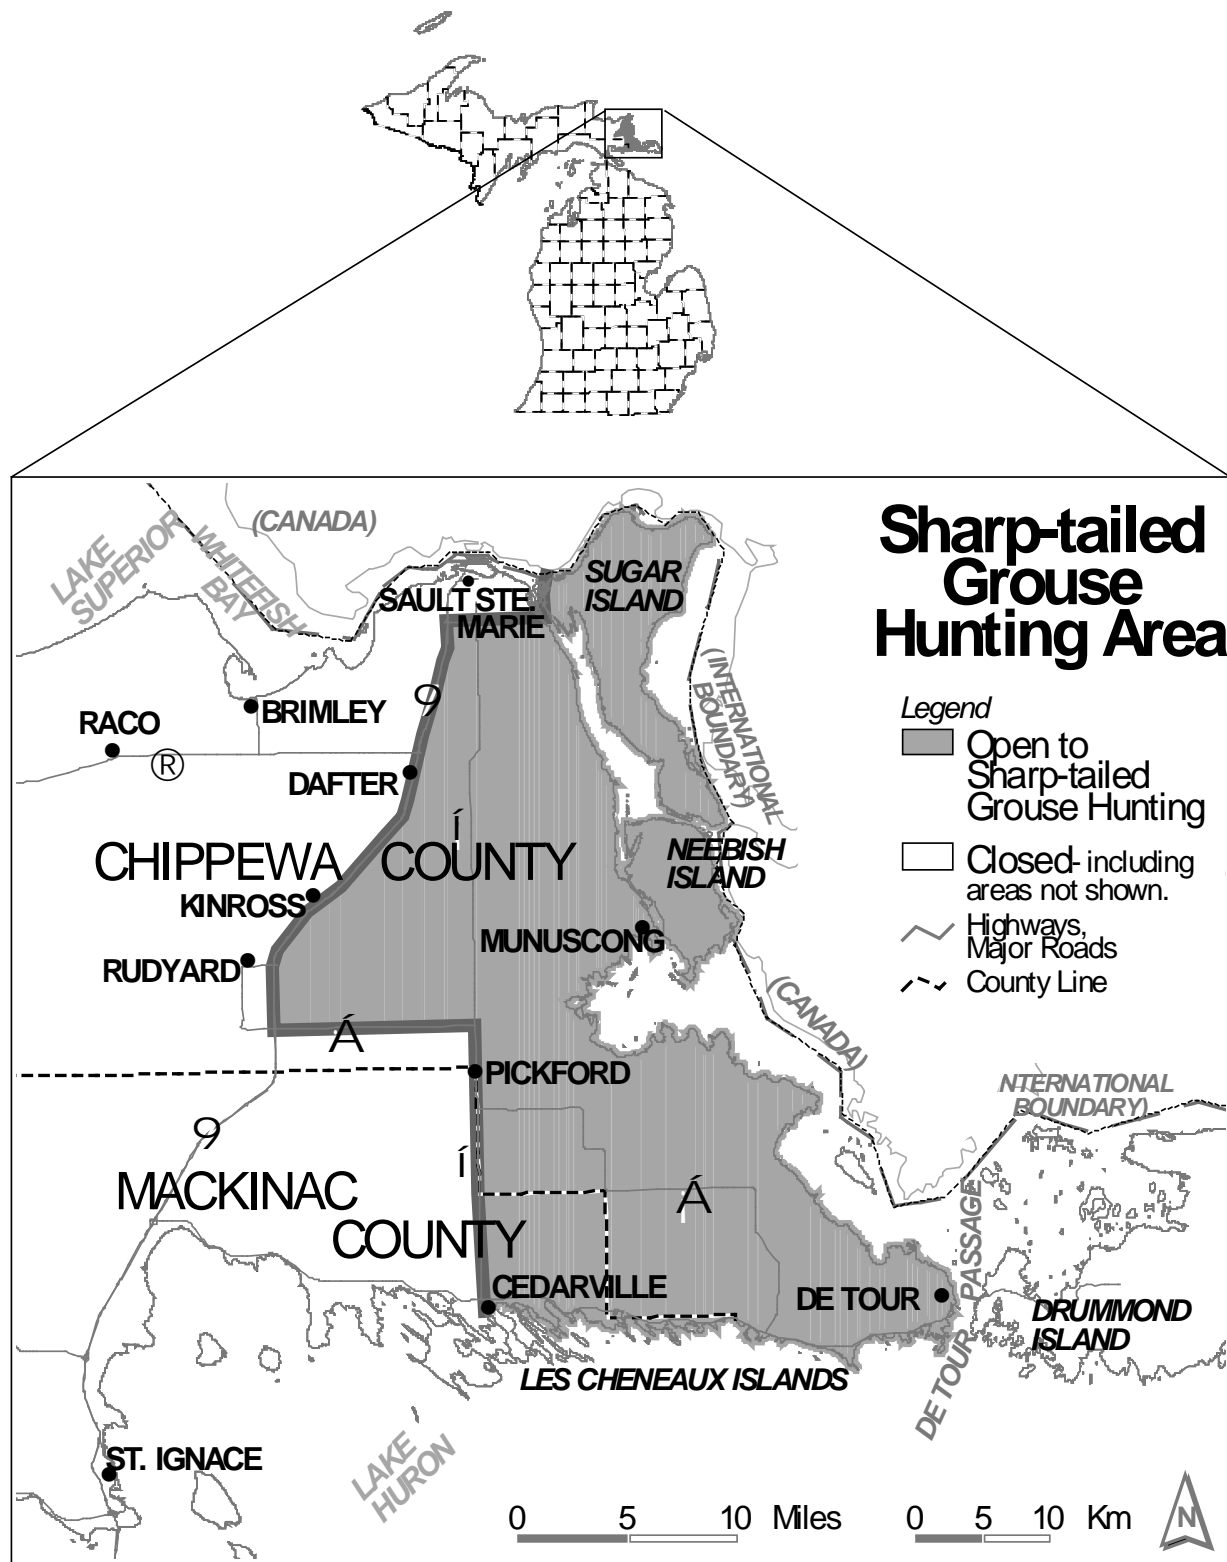 Sharp-tailed
Grouse
Hunting Area
Legend
Open to
Sharp-tailed
Grouse Hunting
Closed- including
areas not shown.
Highways,
Major Roads
County Line
(CANADA)
LAKE
SUPERIOR
WHITEFISH
BAY
SUGAR
ISLAND
SAULT STE.
MARIE
(INTERNATIONAL
BOUNDARY)
9
BRIMLEY
RACO
®
DAFTER
Í
CHIPPEWA COUNTY
NEEBISH
ISLAND
KINROSS
MUNUSCONG
RUDYARD
(CANADA)
Á
PICKFORD
NTERNATIONAL
BOUNDARY)
9
Í
MACKINAC
COUNTY
Á
CEDARVILLE
DE TOUR
DE TOUR PASSAGE
DRUMMOND
ISLAND
LES CHENEAUX ISLANDS
ST. IGNACE
LAKE
HURON
0 5 10 Miles
0 5 10 Km
N